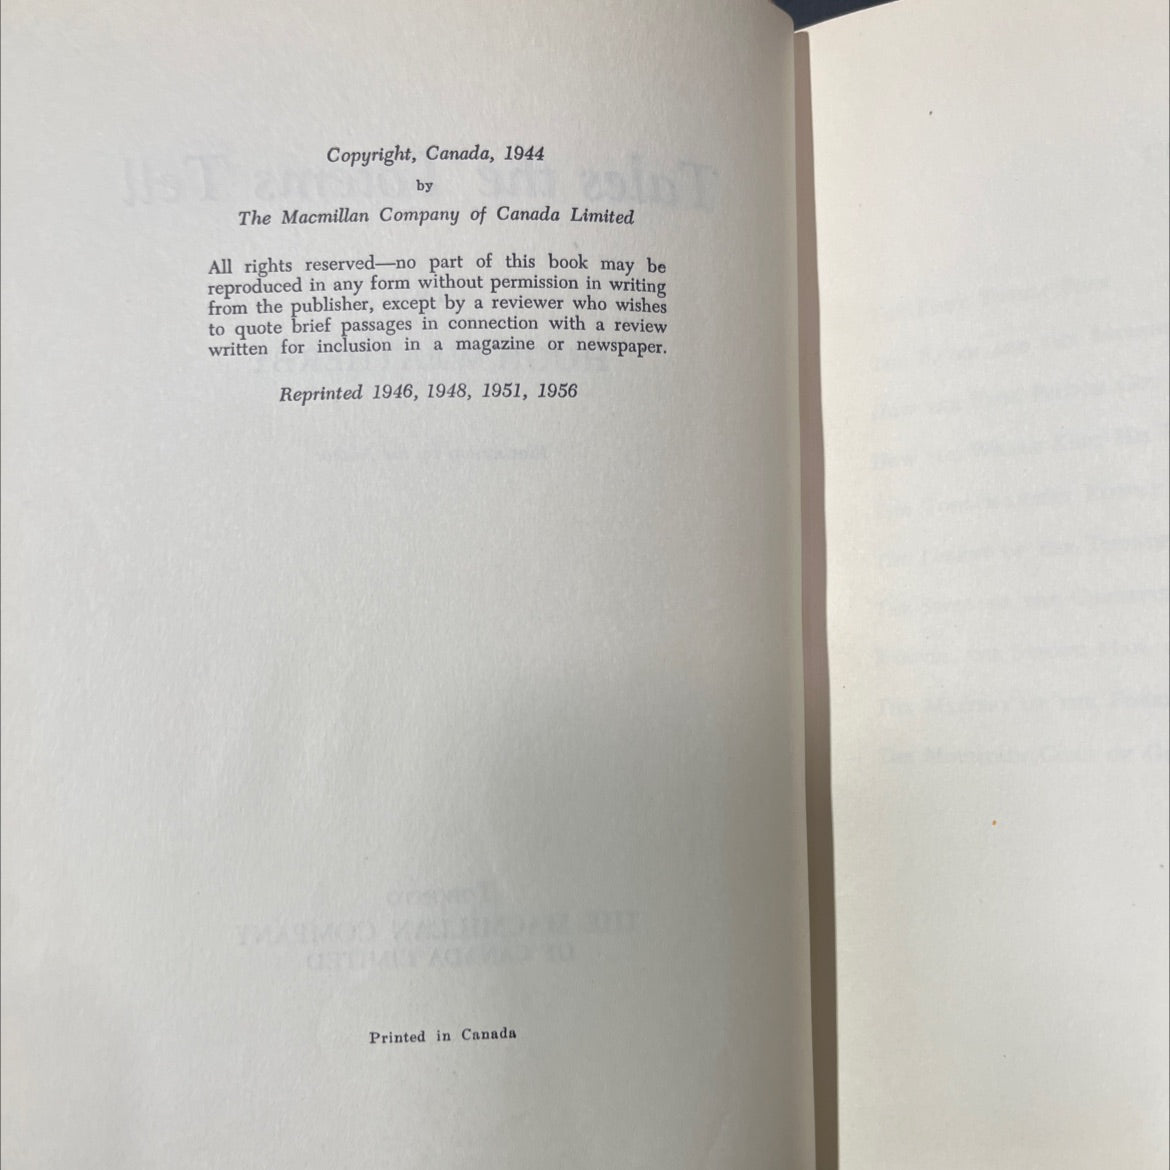 Copyright, Canada, 1944
by
The Macmillan Company of Canada Limited
All rights reserved—no part of this book may be
reproduced in any form without permission in writing
from the publisher, except by a reviewer who wishes
to quote brief passages in connection with a review
written for inclusion in a magazine or newspaper.
Reprinted 1946, 1948, 1951, 1956
Printed in Canada